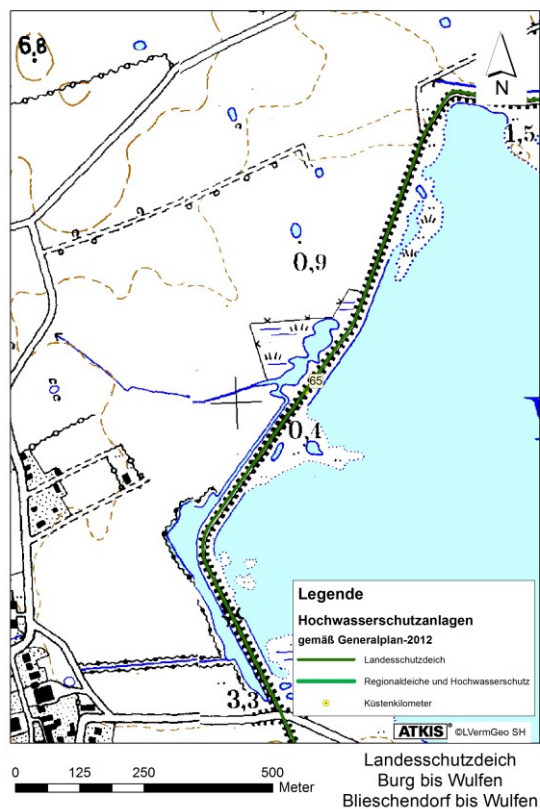 6,8
N
1,5
0,9
65
0,4
3,3
Legende
Hochwasserschutzanlagen
gemäß Generalplan-2012
Landesschutzdeich
Regionaldeiche und Hochwasserschutz
Küstenkilometer
ATKIS® ©LVermGeo SH
0 125 250 500
Meter
Landesschutzdeich
Burg bis Wulfen
Blieschendorf bis Wulfen